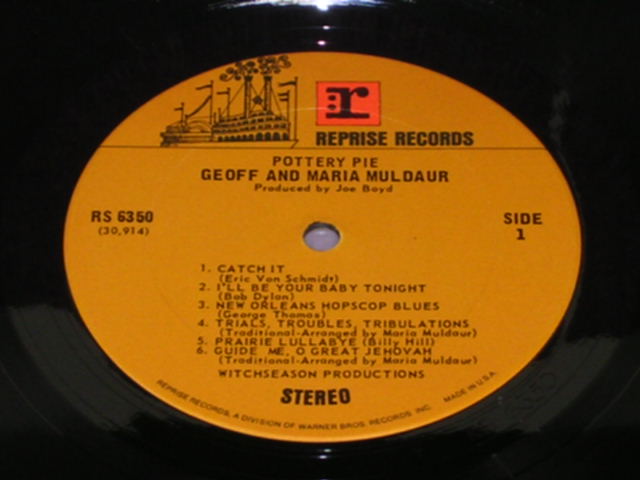 r
REPRISE RECORDS
POTTERY PIE
GEOFF AND MARIA MULDAUR
Produced by Joe Boyd
RS 6350
(30,914)
SIDE
1
1. CATCH IT
(Eric Von Schmidt)
2. I'LL BE YOUR BABY TONIGHT
(Bob Dylan)
3. NEW ORLEANS HOPSCOP BLUES
(George Thomas)
4. TRIALS, TROUBLES, TRIBULATIONS
(Traditional-Arranged by Maria Muldaur)
5. PRAIRIE LULLABYE (Billy Hill)
6. GUIDE ME, O GREAT JEHOVAH
(Traditional-Arranged by Maria Muldaur)
WITCHSEASON PRODUCTIONS
STEREO
REPRISE RECORDS, A DIVISION OF WARNER BROS. RECORDS, INC. MADE IN U.S.A.